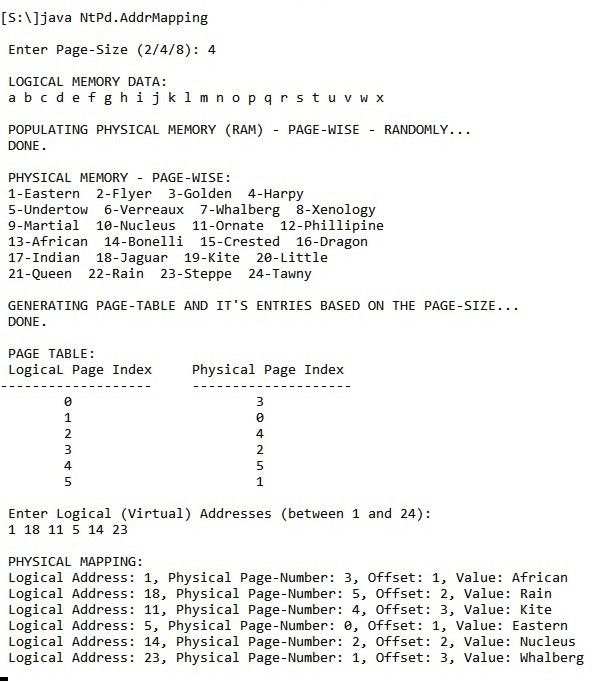 [S:\]java NtPd.AddrMapping
Enter Page-Size (2/4/8): 4
LOGICAL MEMORY DATA:
a b c d e f g h i j k l m n o p q r s t u v w x
POPULATING PHYSICAL MEMORY (RAM) - PAGE-WISE - RANDOMLY...
DONE.
PHYSICAL MEMORY - PAGE-WISE:
1-Eastern 2-Flyer 3-Golden 4-Harpy
5-Undertow 6-Verreaux 7-Whalberg 8-Xenology
9-Martial 10-Nucleus 11-Ornate 12-Phillipine
13-African 14-Bonelli 15-Crested 16-Dragon
17-Indian 18-Jaguar 19-Kite 20-Little
21-Queen 22-Rain 23-Steppe 24-Tawny
GENERATING PAGE-TABLE AND IT'S ENTRIES BASED ON THE PAGE-SIZE...
DONE.
PAGE TABLE:
LogicaL Page Index Physical Page Index
------------------- --------------------
0 3
1 0
2 4
3 2
4 5
5 1
Enter Logical (Virtual) Addresses (between 1 and 24):
1 18 11 5 14 23
PHYSICAL MAPPING:
Logical Address: 1, Physical Page-Number: 3, Offset: 1, Value: African
Logical Address: 18, Physical Page-Number: 5, Offset: 2, Value: Rain
Logical Address: 11, Physical Page-Number: 4, Offset: 3, Value: Kite
Logical Address: 5, Physical Page-Number: 0, Offset: 1, Value: Eastern
Logical Address: 14, Physical Page-Number: 2, Offset: 2, Value: Nucleus
Logical Address: 23, Physical Page-Number: 1, Offset: 3, Value: Whalberg